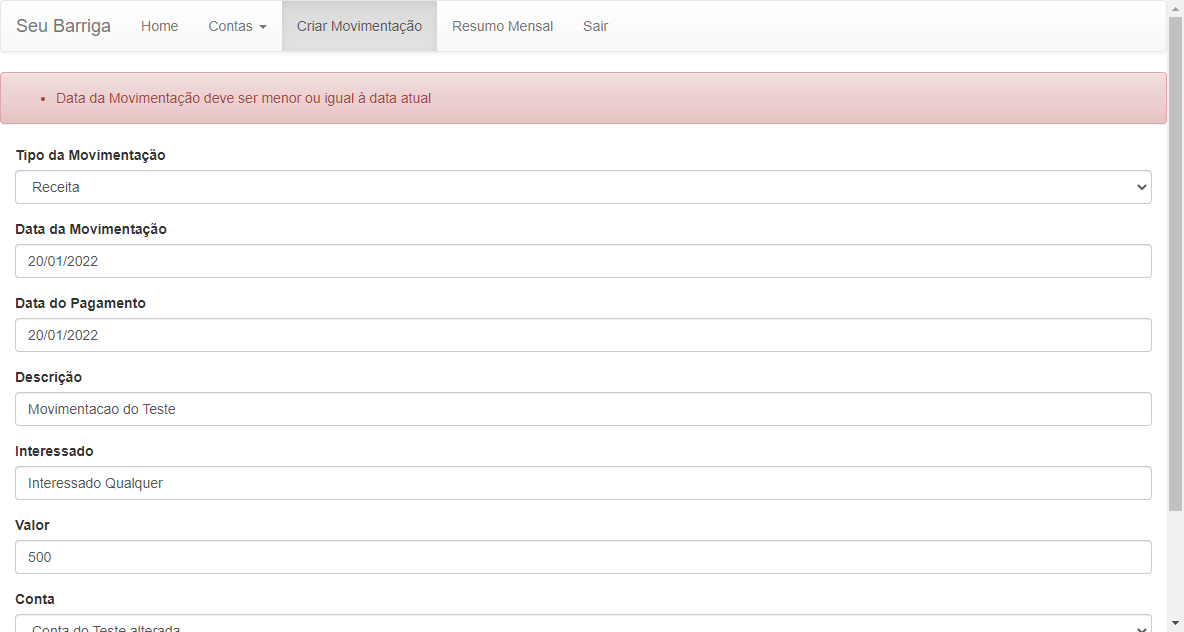 Seu Barriga Home Contas Criar Movimentação Resumo Mensal Sair
Data da Movimentação deve ser menor ou igual à data atual
Tipo da Movimentação
Receita
Data da Movimentação
20/01/2022
Data do Pagamento
20/01/2022
Descrição
Movimentacao do Teste
Interessado
Interessado Qualquer
Valor
500
Conta
Conta do Teste alterada